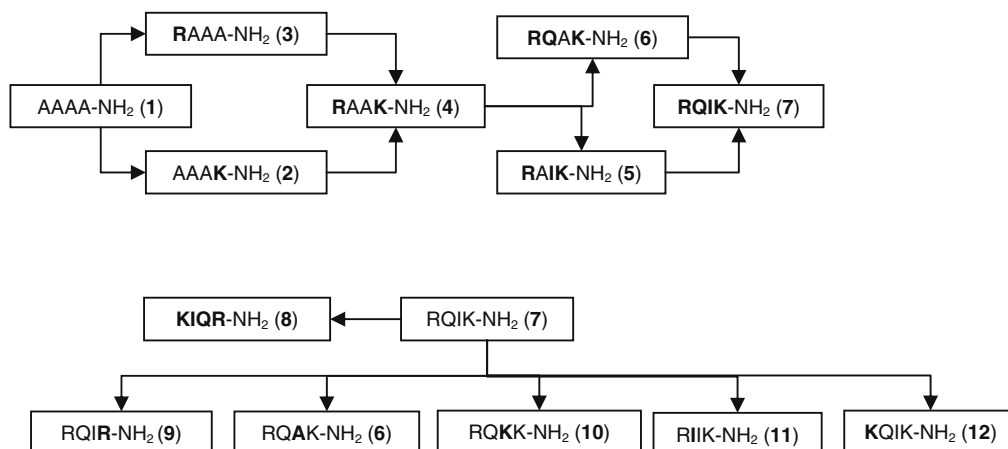 RAAA-NH₂ (3)
RQAK-NH₂ (6)
AAAA-NH₂ (1)
RAAK-NH₂ (4)
RQIK-NH₂ (7)
AAAK-NH₂ (2)
RAIK-NH₂ (5)
KIQR-NH₂ (8)
RQIK-NH₂ (7)
RQIR-NH₂ (9)
RQAK-NH₂ (6)
RQKK-NH₂ (10)
RIIK-NH₂ (11)
KQIK-NH₂ (12)